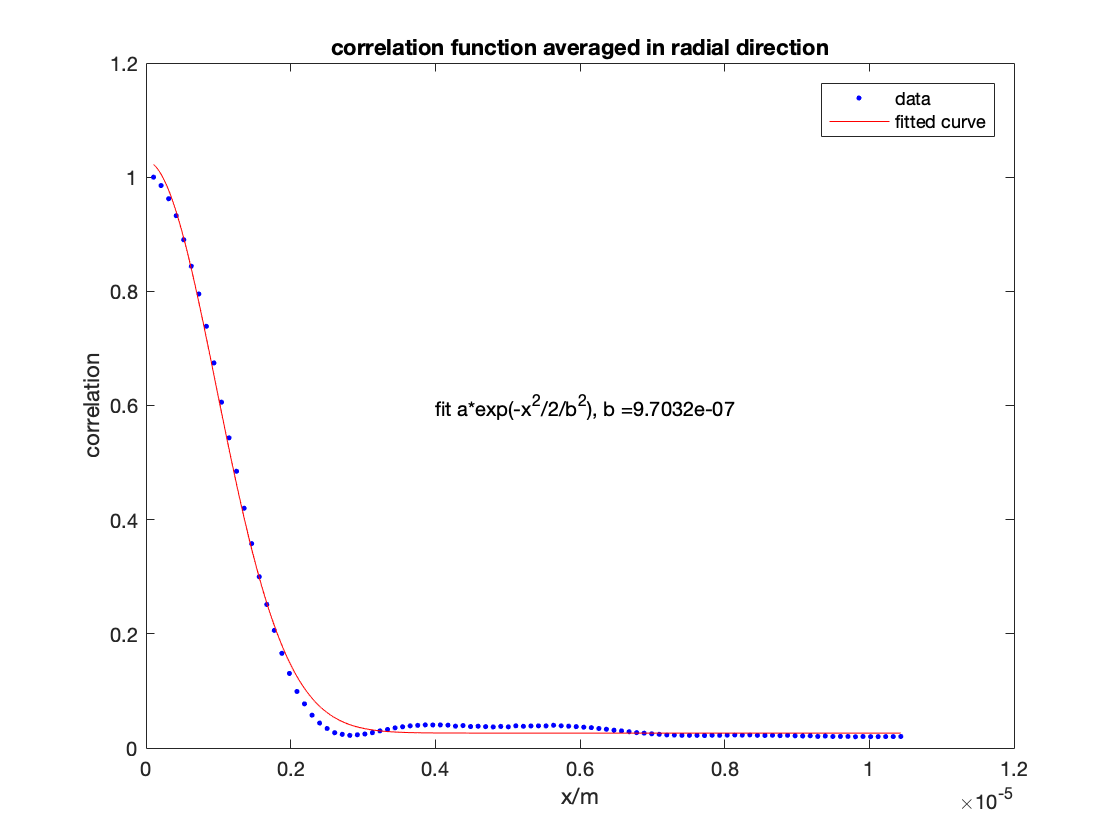 correlation function averaged in radial direction
1.2
data
fitted curve
1
0.8
correlation
0.6
fit a*exp(-x²/2/b²), b =9.7032e-07
0.4
0.2
0
0 0.2 0.4 0.6 0.8 1 1.2
x/m
×10⁻⁵